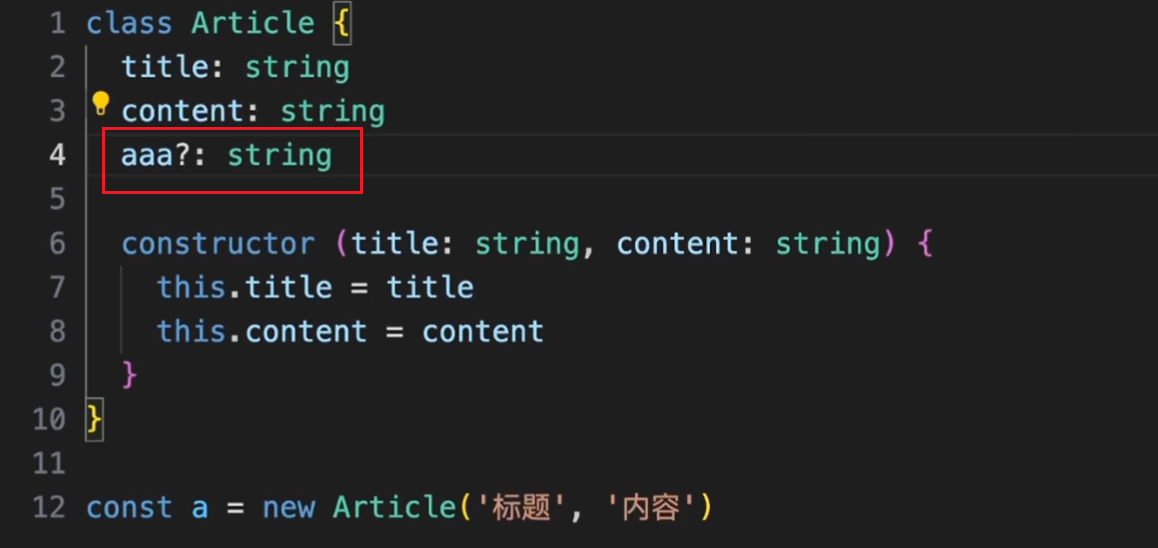 1 class Article {
2 title: string
3 content: string
4 aaa?: string
5
6 constructor (title: string, content: string) {
7 this.title = title
8 this.content = content
9 }
10 }
11
12 const a = new Article('标题', '内容')